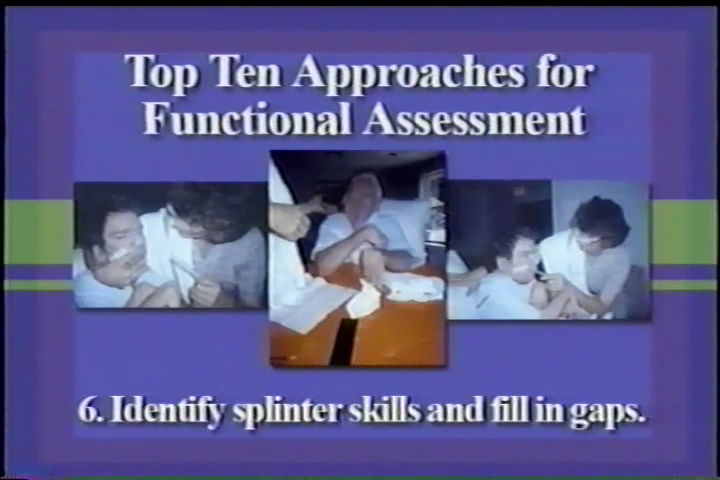 Top Ten Approaches for
Functional Assessment
6. Identify splinter skills and fill in gaps.